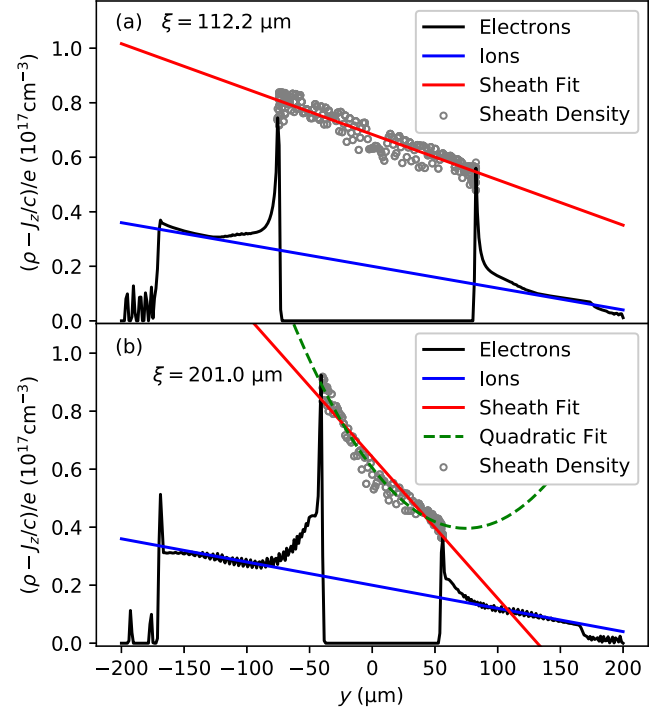 (a) ξ = 112.2 μm
Electrons
Ions
Sheath Fit
Sheath Density
1.0
0.8
0.6
0.4
0.2
0.0
(ρ − J_z/c)/e (10^17 cm^−3)
(b)
ξ = 201.0 μm
Electrons
Ions
Sheath Fit
Quadratic Fit
Sheath Density
1.0
0.8
0.6
0.4
0.2
0.0
(ρ − J_z/c)/e (10^17 cm^−3)
−200 −150 −100 −50 0 50 100 150 200
y (μm)